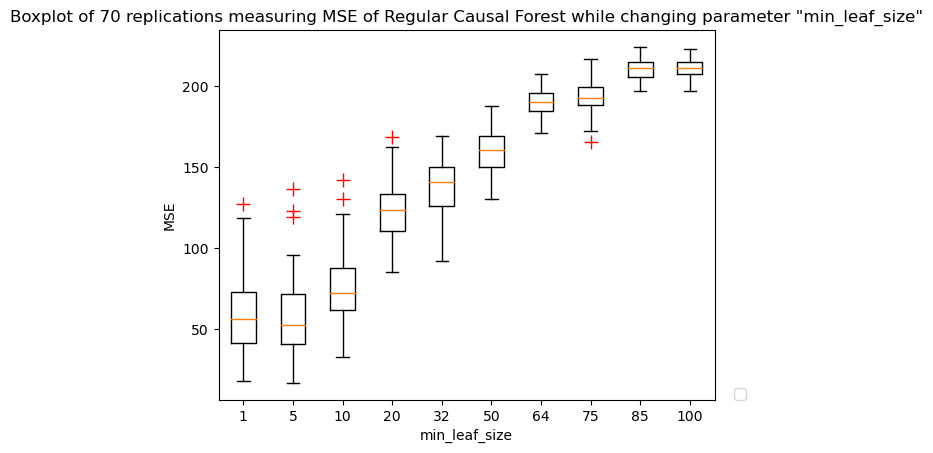 Boxplot of 70 replications measuring MSE of Regular Causal Forest while changing parameter "min_leaf_size"
200
150
100
50
MSE
1 5 10 20 32 50 64 75 85 100
min_leaf_size